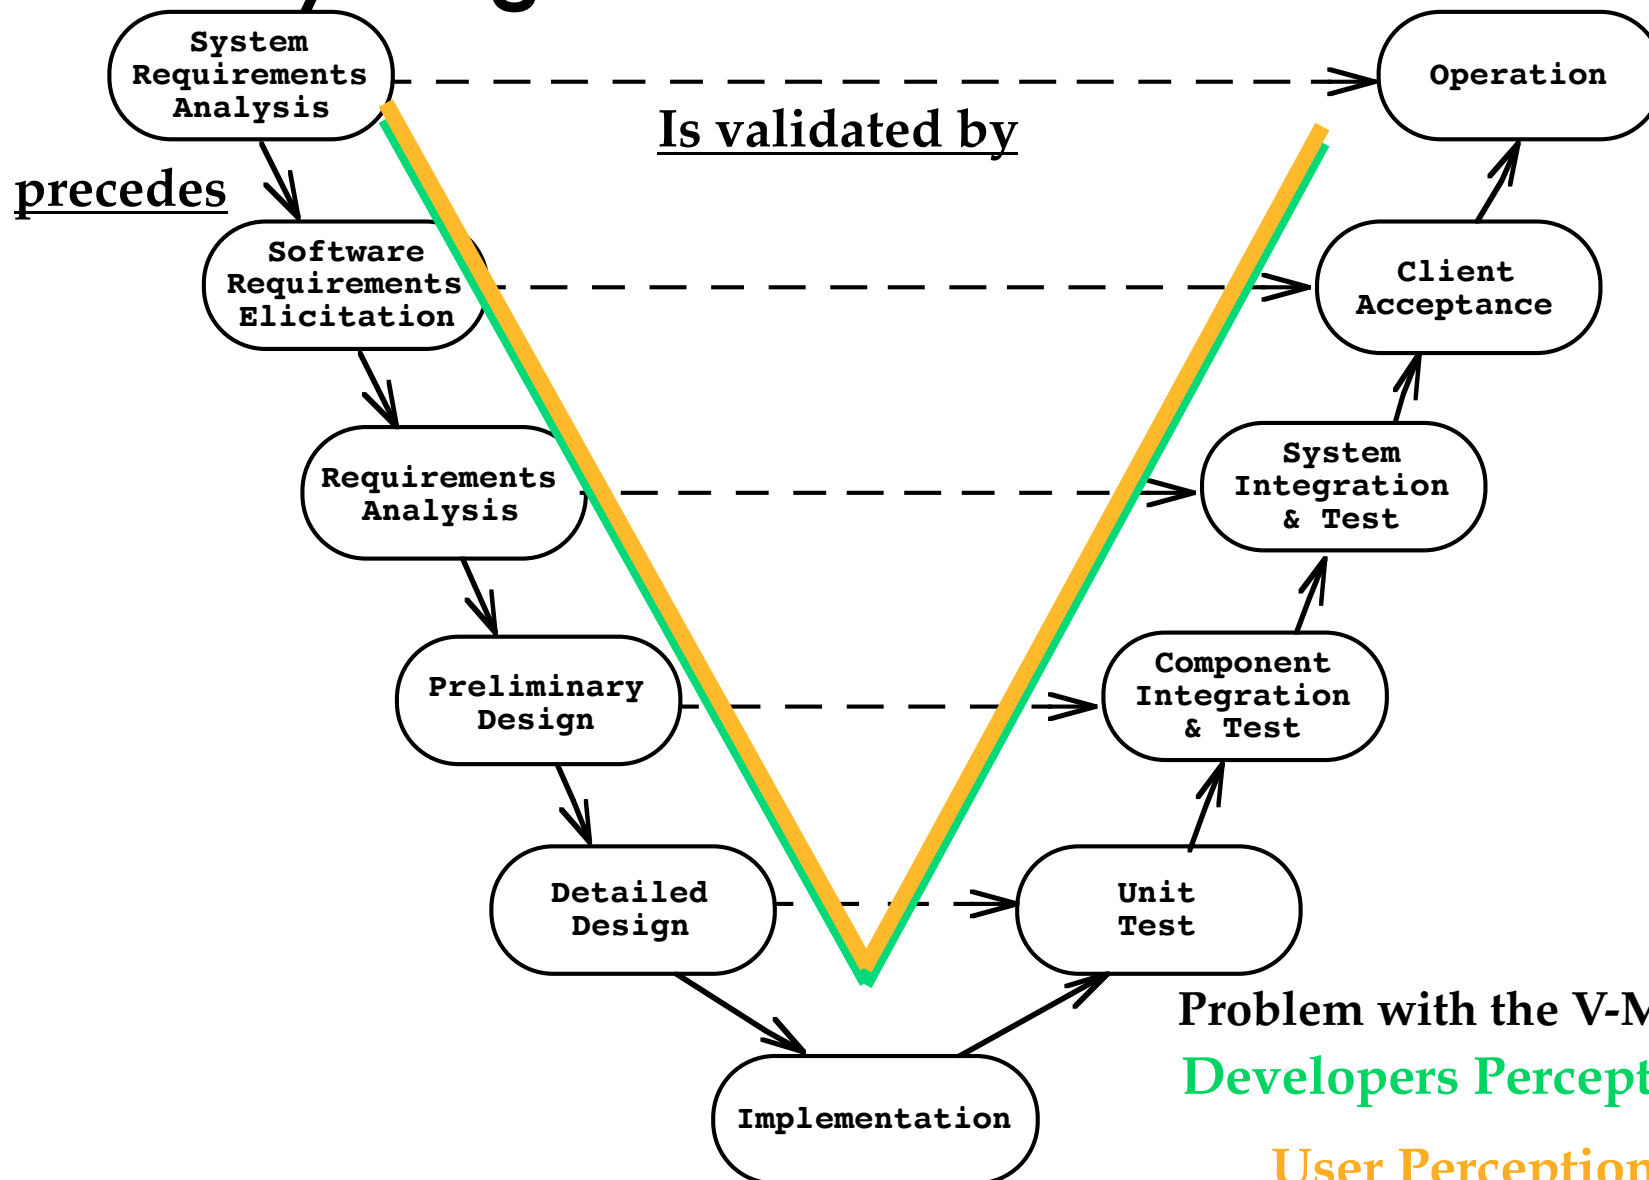 System
Requirements
Analysis
Operation
Is validated by
precedes
Software
Requirements
Elicitation
Client
Acceptance
Requirements
Analysis
System
Integration
& Test
Preliminary
Design
Component
Integration
& Test
Detailed
Design
Unit
Test
Problem with the V-M
Developers Percept
Implementation
User Perception